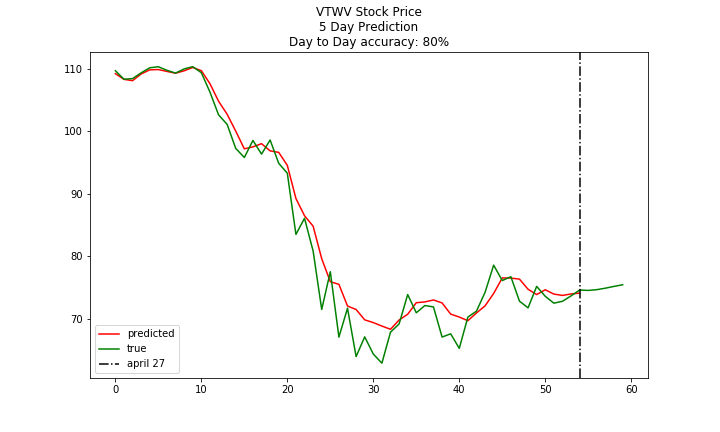 VTWV Stock Price
5 Day Prediction
Day to Day accuracy: 80%
110
100
90
80
70
predicted
true
april 27
0
10
20
30
40
50
60